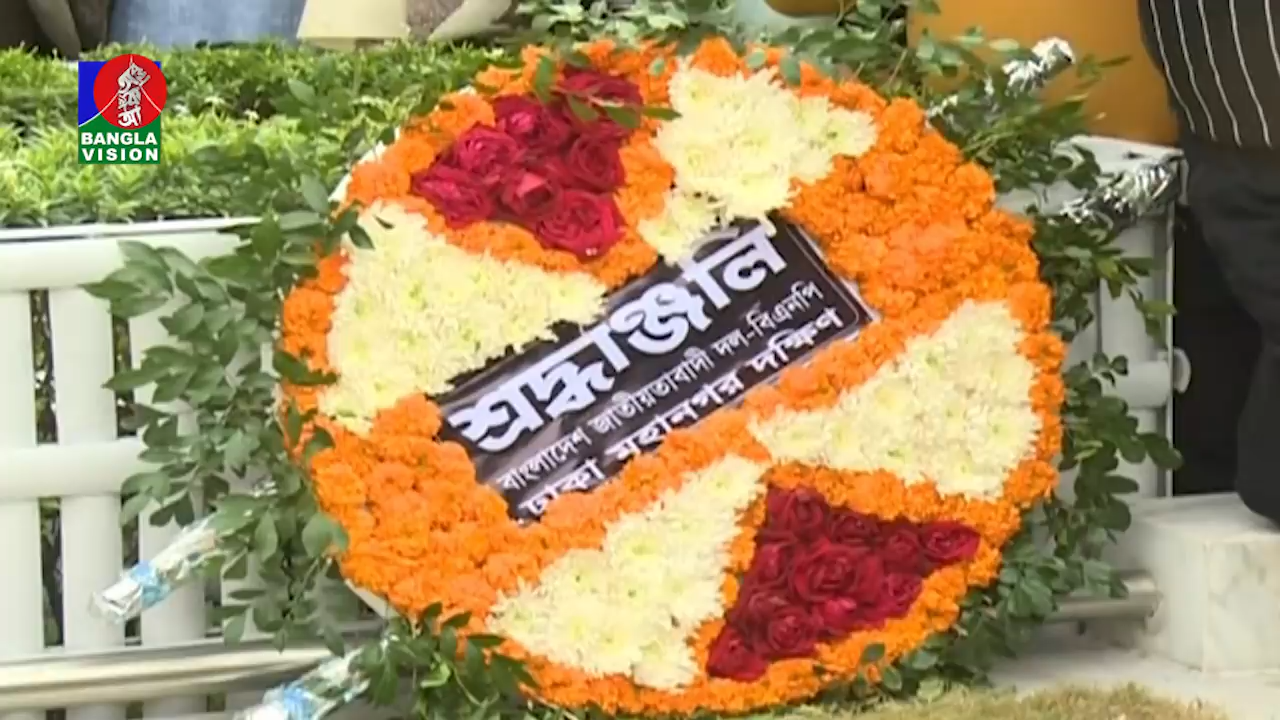 BANGLA
VISION
শ্রদ্ধাঞ্জলি
বাংলাদেশ জাতীয়তাবাদী দল-বিএনপি
ঢাকা মহানগর দক্ষিণ